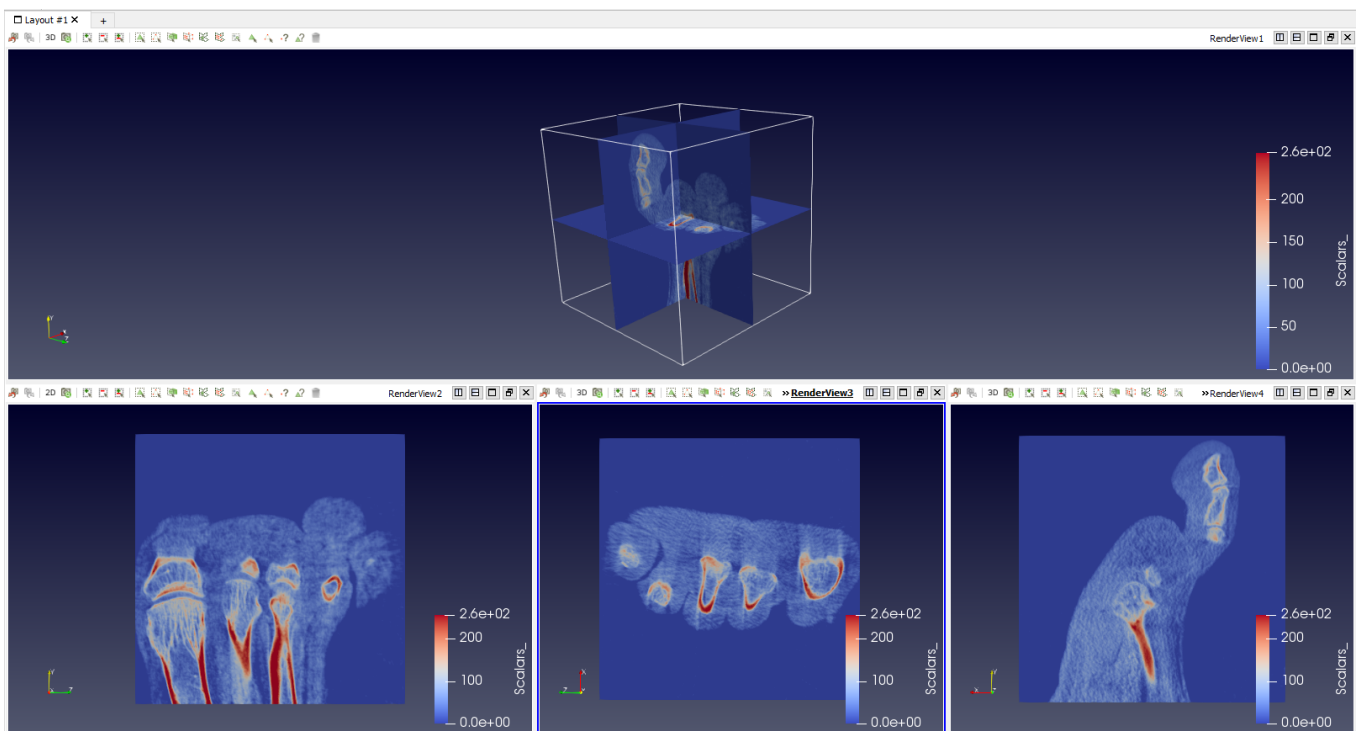 Layout #1
+
3D
RenderView1
2.6e+02
200
150
100
50
0.0e+00
Scalars_
Y
X
Z
2D
RenderView2
3D
»RenderView3
3D
»RenderView4
2.6e+02
200
100
0.0e+00
Scalars_
Y
X
Z
2.6e+02
200
100
0.0e+00
Scalars_
X
Z
Y
2.6e+02
200
100
0.0e+00
Scalars_
Y
X
Z